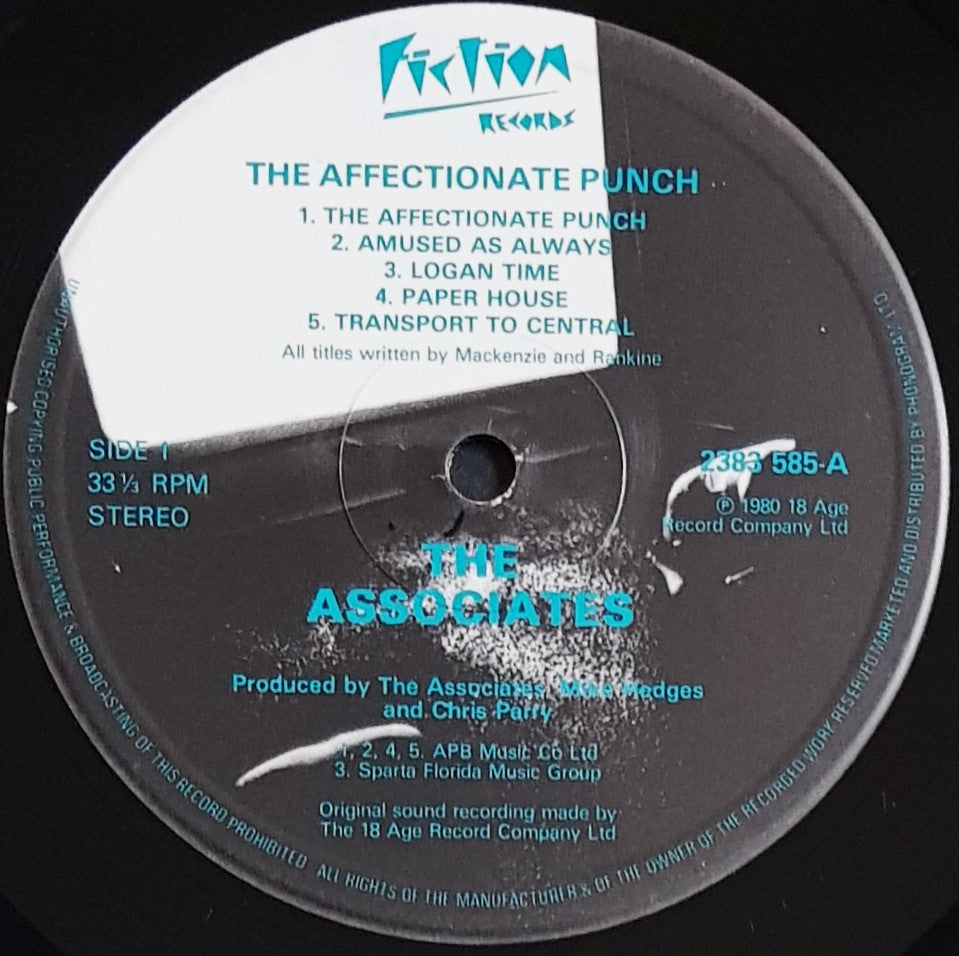 Fiction
RECORDS
THE AFFECTIONATE PUNCH
1. THE AFFECTIONATE PUNCH
2. AMUSED AS ALWAYS
3. LOGAN TIME
4. PAPER HOUSE
5. TRANSPORT TO CENTRAL
All titles written by Mackenzie and Rankine
SIDE 1
33⅓ RPM
STEREO
2383 585-A
℗ 1980 18 Age
Record Company Ltd
THE
ASSOCIATES
Produced by The Associates, Mike Hedges
and Chris Parry
1, 2, 4, 5. APB Music Co Ltd
3. Sparta Florida Music Group
Original sound recording made by
The 18 Age Record Company Ltd
UNAUTHORISED COPYING PUBLIC PERFORMANCE & BROADCASTING OF THIS RECORD PROHIBITED ALL RIGHTS OF THE MANUFACTURER & OF THE OWNER OF THE RECORDED WORK RESERVED MARKETED AND DISTRIBUTED BY PHONOGRAM LTD